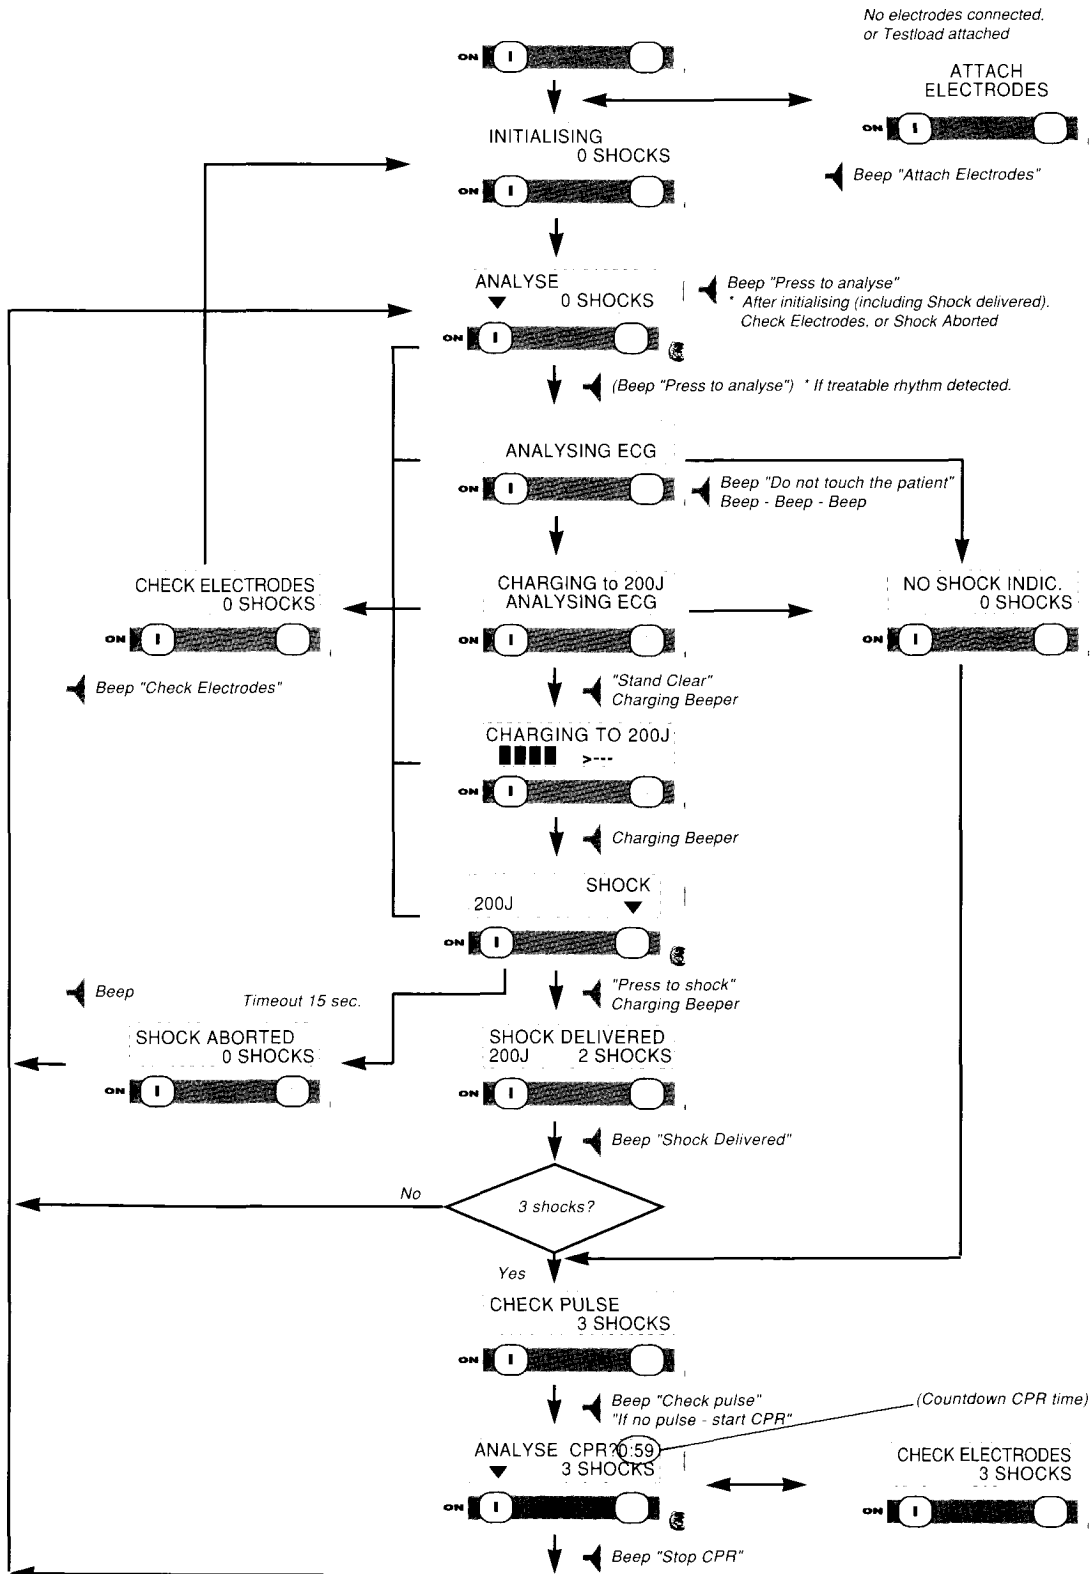 No electrodes connected.
or Testload attached
ON I
ATTACH
ELECTRODES
ON I
Beep "Attach Electrodes"
INITIALISING
0 SHOCKS
ON I
ANALYSE
0 SHOCKS
ON I
Beep "Press to analyse"
* After initialising (including Shock delivered).
Check Electrodes. or Shock Aborted
(Beep "Press to analyse") * If treatable rhythm detected.
ANALYSING ECG
ON I
Beep "Do not touch the patient"
Beep - Beep - Beep
CHECK ELECTRODES
0 SHOCKS
ON I
Beep "Check Electrodes"
CHARGING to 200J
ANALYSING ECG
ON I
NO SHOCK INDIC.
0 SHOCKS
ON I
"Stand Clear"
Charging Beeper
CHARGING TO 200J
>---
ON I
Charging Beeper
SHOCK
200J
ON I
Beep
Timeout 15 sec.
"Press to shock"
Charging Beeper
SHOCK ABORTED
0 SHOCKS
ON I
SHOCK DELIVERED
200J 2 SHOCKS
ON I
Beep "Shock Delivered"
No
3 shocks?
Yes
CHECK PULSE
3 SHOCKS
ON I
Beep "Check pulse"
"If no pulse - start CPR"
(Countdown CPR time)
ANALYSE CPR?0:59
3 SHOCKS
ON I
CHECK ELECTRODES
3 SHOCKS
ON I
Beep "Stop CPR"